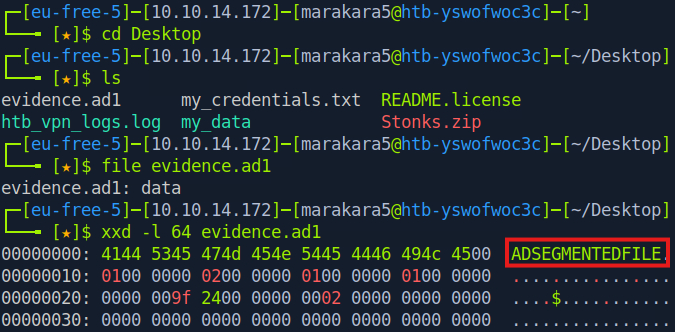 ┌─[eu-free-5]─[10.10.14.172]─[marakara5@htb-yswofwoc3c]─[~]
└──╼ [★]$ cd Desktop
┌─[eu-free-5]─[10.10.14.172]─[marakara5@htb-yswofwoc3c]─[~/Desktop]
└──╼ [★]$ ls
evidence.ad1      my_credentials.txt  README.license
htb_vpn_logs.log  my_data             Stonks.zip
┌─[eu-free-5]─[10.10.14.172]─[marakara5@htb-yswofwoc3c]─[~/Desktop]
└──╼ [★]$ file evidence.ad1
evidence.ad1: data
┌─[eu-free-5]─[10.10.14.172]─[marakara5@htb-yswofwoc3c]─[~/Desktop]
└──╼ [★]$ xxd -l 64 evidence.ad1
00000000: 4144 5345 474d 454e 5445 4446 494c 4500  ADSEGMENTEDFILE.
00000010: 0100 0000 0200 0000 0100 0000 0100 0000  ................
00000020: 0000 009f 2400 0000 0002 0000 0000 0000  ....$...........
00000030: 0000 0000 0000 0000 0000 0000 0000 0000  ................